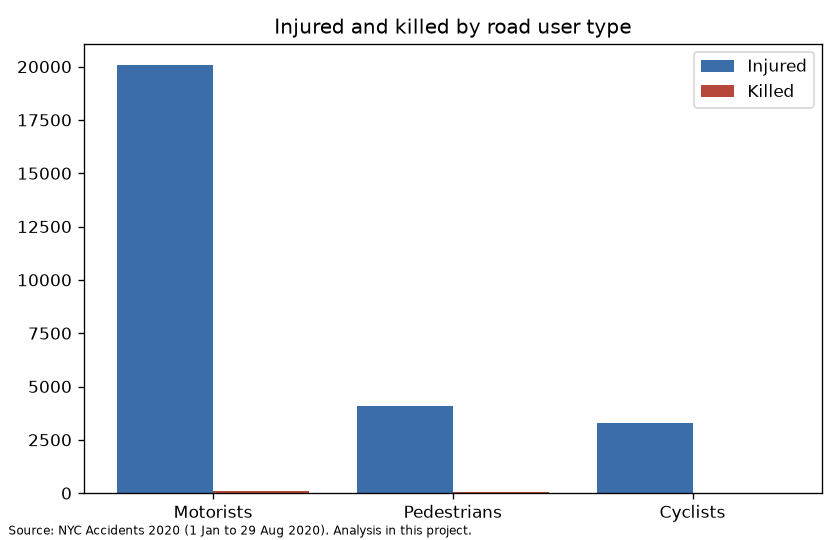 Injured and killed by road user type
Injured
Killed
20000
17500
15000
12500
10000
7500
5000
2500
0
Motorists Pedestrians Cyclists
Source: NYC Accidents 2020 (1 Jan to 29 Aug 2020). Analysis in this project.